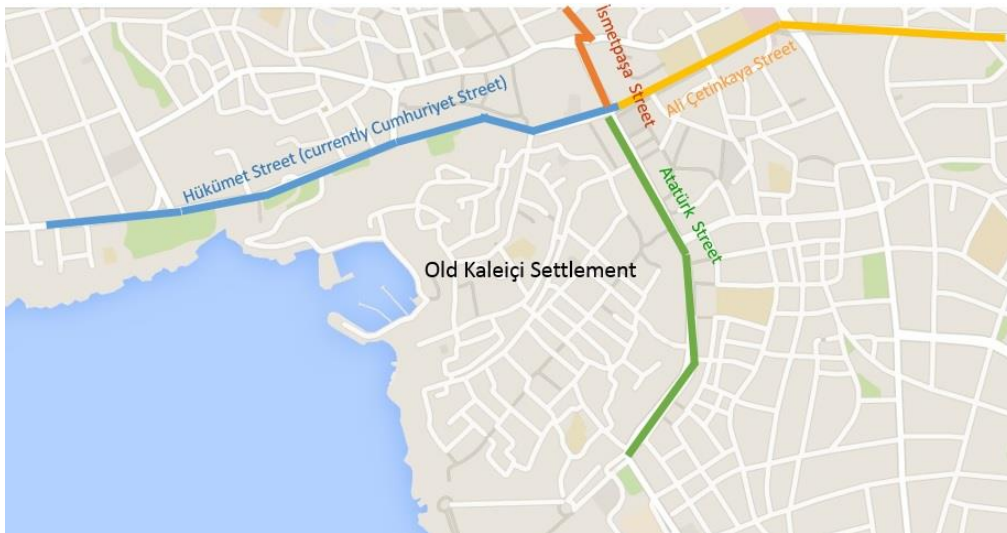 İsmetpaşa Street
Ali Çetinkaya Street
Hükümet Street (currently Cumhuriyet Street)
Atatürk Street
Old Kaleiçi Settlement